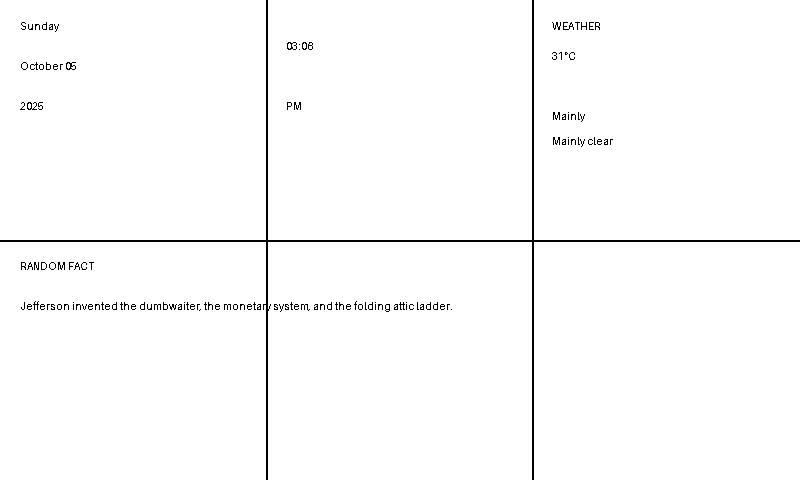 Sunday
October 05
2025
03:06
PM
WEATHER
31°C
Mainly
Mainly clear
RANDOM FACT
Jefferson invented the dumbwaiter, the monetary system, and the folding attic ladder.